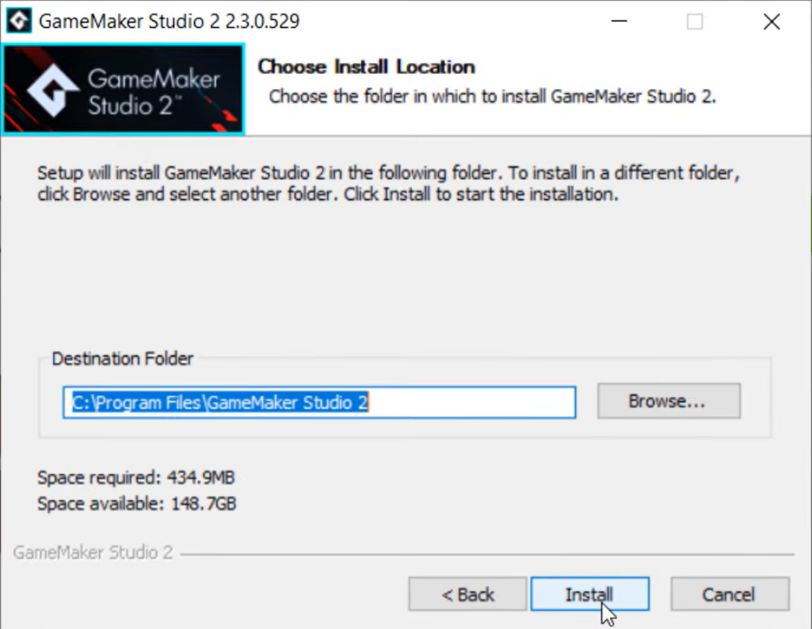 GameMaker Studio 2 2.3.0.529
GameMaker
Studio 2™
Choose Install Location
Choose the folder in which to install GameMaker Studio 2.
Setup will install GameMaker Studio 2 in the following folder. To install in a different folder,
click Browse and select another folder. Click Install to start the installation.
Destination Folder
C:\Program Files\GameMaker Studio 2
Browse...
Space required: 434.9MB
Space available: 148.7GB
GameMaker Studio 2
< Back
Install
Cancel